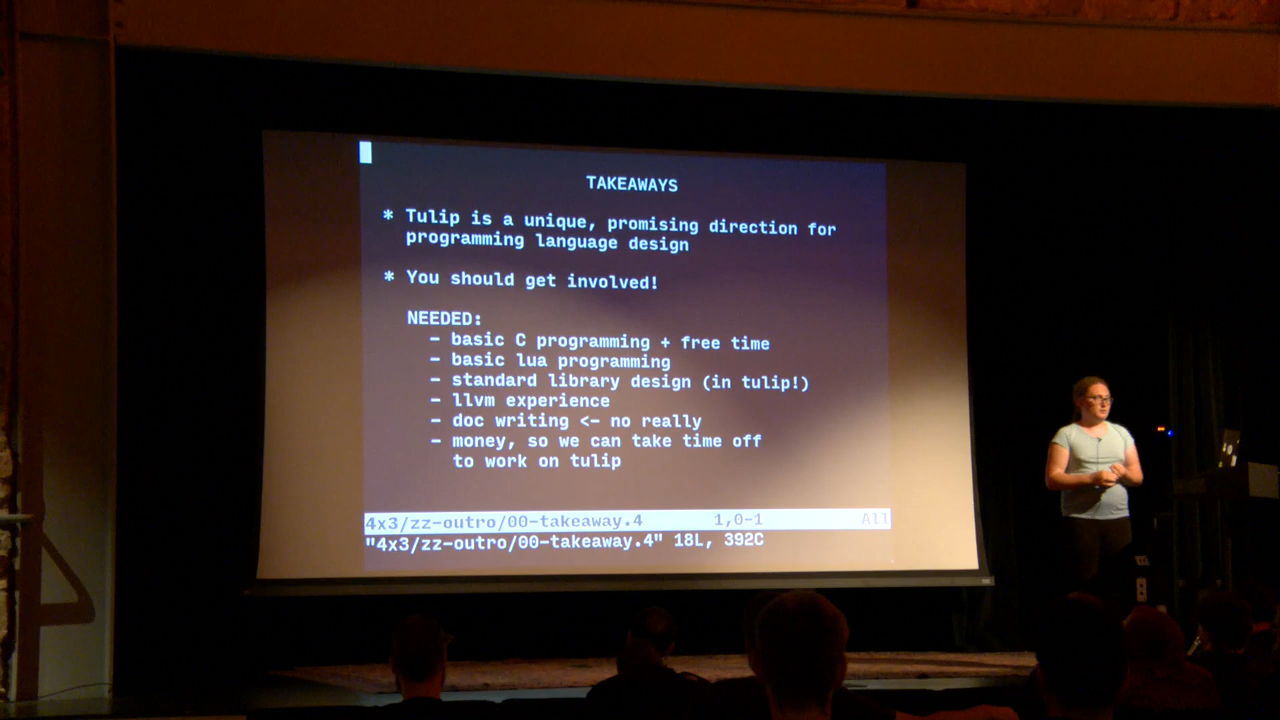 TAKEAWAYS
* Tulip is a unique, promising direction for
programming language design
* You should get involved!
NEEDED:
- basic C programming + free time
- basic lua programming
- standard library design (in tulip!)
- llvm experience
- doc writing <- no really
- money, so we can take time off
to work on tulip
4x3/zz-outro/00-takeaway.4 1,0-1 All
"4x3/zz-outro/00-takeaway.4" 18L, 392C